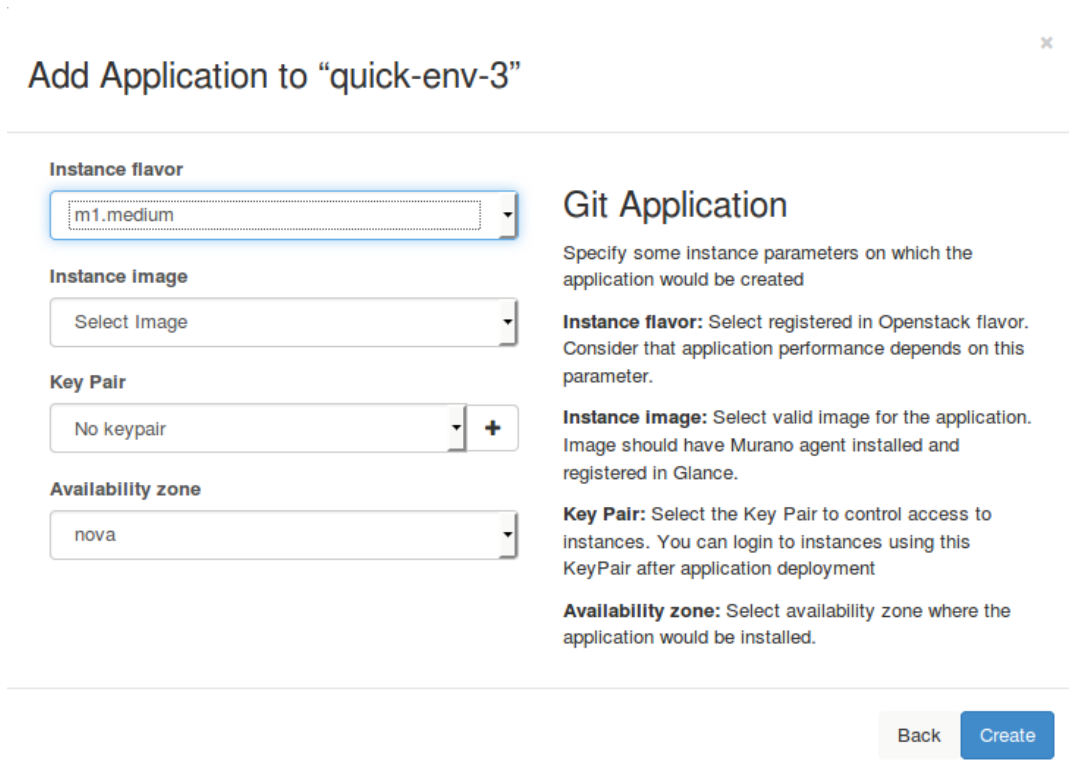 ×
Add Application to “quick-env-3”
Instance flavor
m1.medium
Instance image
Select Image
Key Pair
No keypair
+
Availability zone
nova
Git Application
Specify some instance parameters on which the
application would be created
Instance flavor: Select registered in Openstack flavor.
Consider that application performance depends on this
parameter.
Instance image: Select valid image for the application.
Image should have Murano agent installed and
registered in Glance.
Key Pair: Select the Key Pair to control access to
instances. You can login to instances using this
KeyPair after application deployment
Availability zone: Select availability zone where the
application would be installed.
Back
Create